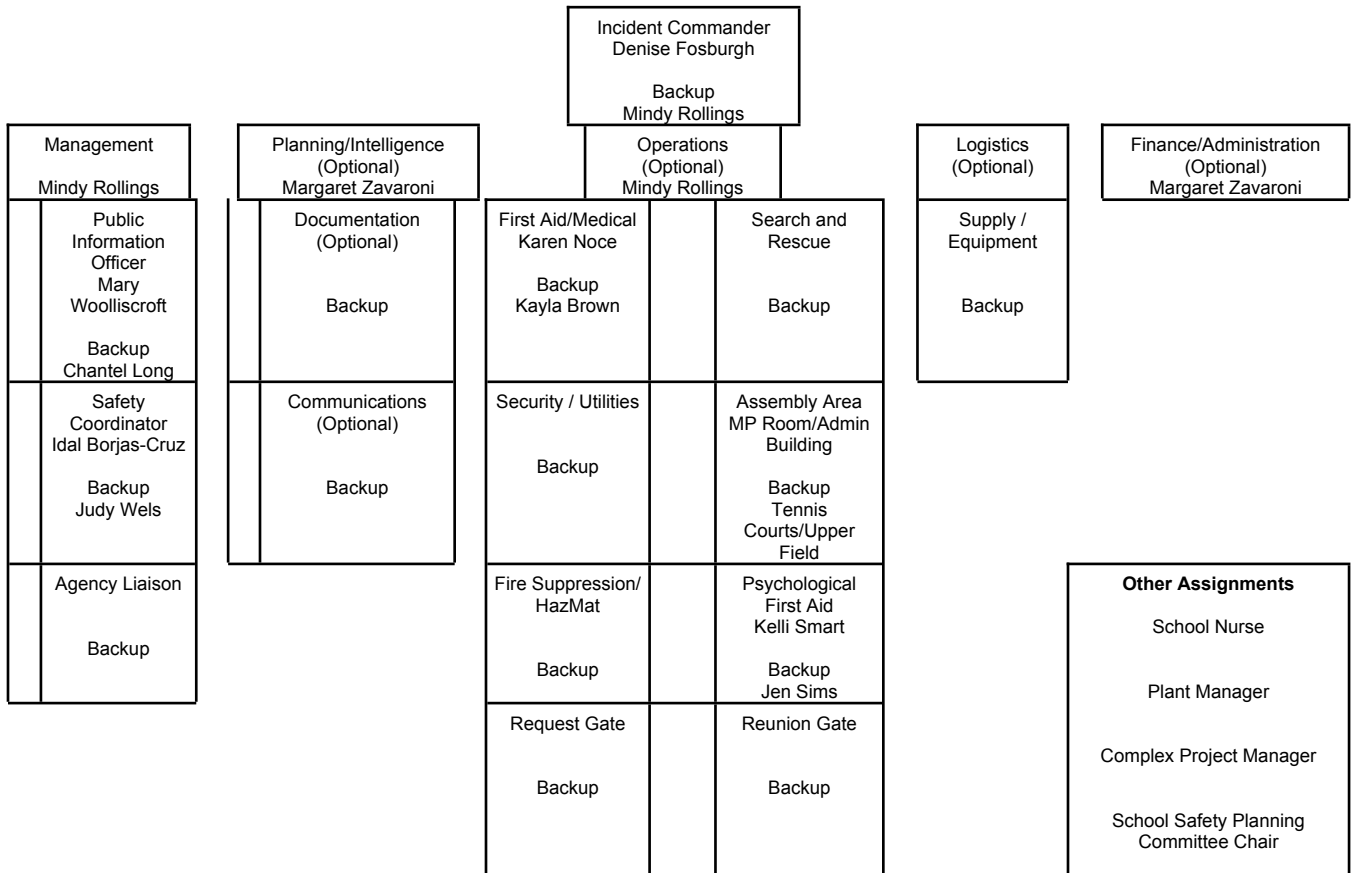 Incident Commander
Denise Fosburgh
Backup
Mindy Rollings
Management
Mindy Rollings
Planning/Intelligence
(Optional)
Margaret Zavaroni
Operations
(Optional)
Mindy Rollings
Logistics
(Optional)
Finance/Administration
(Optional)
Margaret Zavaroni
Public
Information
Officer
Mary
Woolliscroft
Backup
Chantel Long
Documentation
(Optional)
Backup
First Aid/Medical
Karen Noce
Backup
Kayla Brown
Search and
Rescue
Backup
Supply /
Equipment
Backup
Safety
Coordinator
Idal Borjas-Cruz
Backup
Judy Wels
Communications
(Optional)
Backup
Security / Utilities
Backup
Assembly Area
MP Room/Admin
Building
Backup
Tennis
Courts/Upper
Field
Agency Liaison
Backup
Fire Suppression/
HazMat
Backup
Psychological
First Aid
Kelli Smart
Backup
Jen Sims
Other Assignments
School Nurse
Plant Manager
Complex Project Manager
School Safety Planning
Committee Chair
Request Gate
Backup
Reunion Gate
Backup